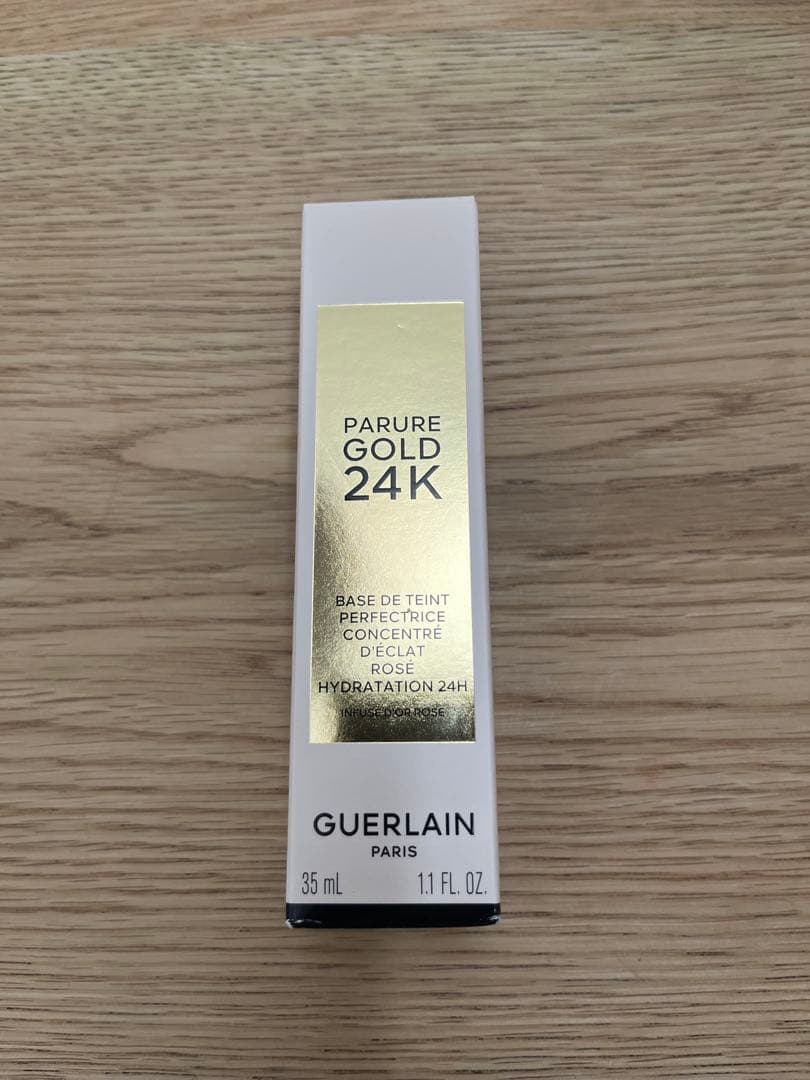 PARURE
GOLD
24K
BASE DE TEINT
PERFECTRICE
CONCENTRÉ
D'ÉCLAT
ROSÉ
HYDRATATION 24H
INFUSÉ D'OR ROSE
GUERLAIN
PARIS
35 mL 1.1 FL. OZ.